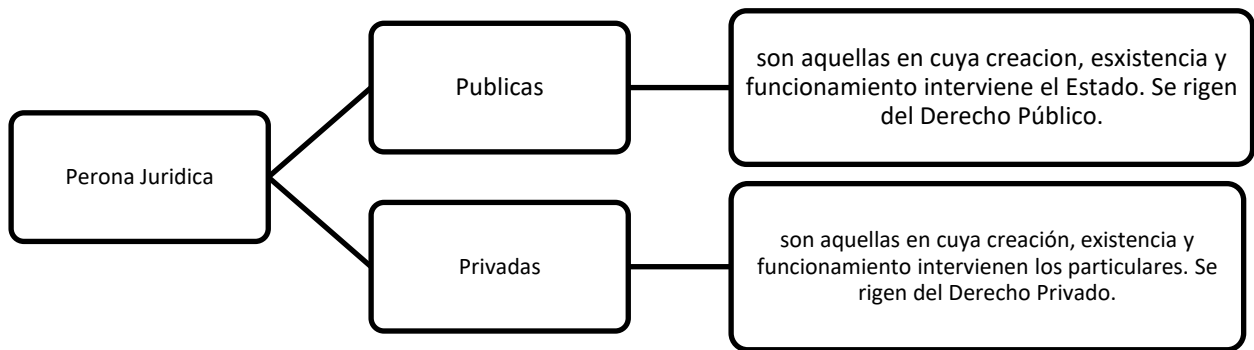 Perona Juridica
Publicas
son aquellas en cuya creacion, esxistencia y
funcionamiento interviene el Estado. Se rigen
del Derecho Público.
Privadas
son aquellas en cuya creación, existencia y
funcionamiento intervienen los particulares. Se
rigen del Derecho Privado.